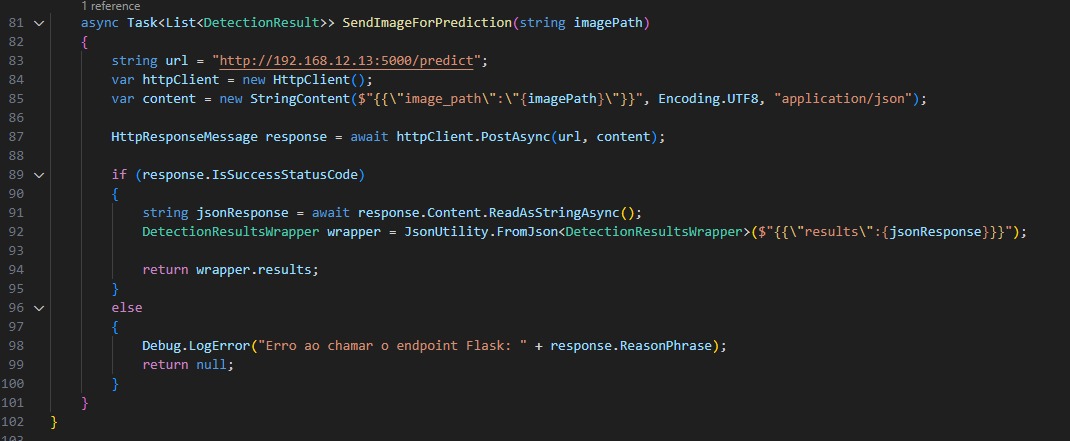 1 reference
81 async Task<List<DetectionResult>> SendImageForPrediction(string imagePath)
82 {
83 string url = "http://192.168.12.13:5000/predict";
84 var httpClient = new HttpClient();
85 var content = new StringContent($"{{\"image_path\":\"{imagePath}\"}}", Encoding.UTF8, "application/json");
86
87 HttpResponseMessage response = await httpClient.PostAsync(url, content);
88
89 if (response.IsSuccessStatusCode)
90 {
91 string jsonResponse = await response.Content.ReadAsStringAsync();
92 DetectionResultsWrapper wrapper = JsonUtility.FromJson<DetectionResultsWrapper>($"{{\"results\":{jsonResponse}}}");
93
94 return wrapper.results;
95 }
96 else
97 {
98 Debug.LogError("Erro ao chamar o endpoint Flask: " + response.ReasonPhrase);
99 return null;
100 }
101 }
102 }
103